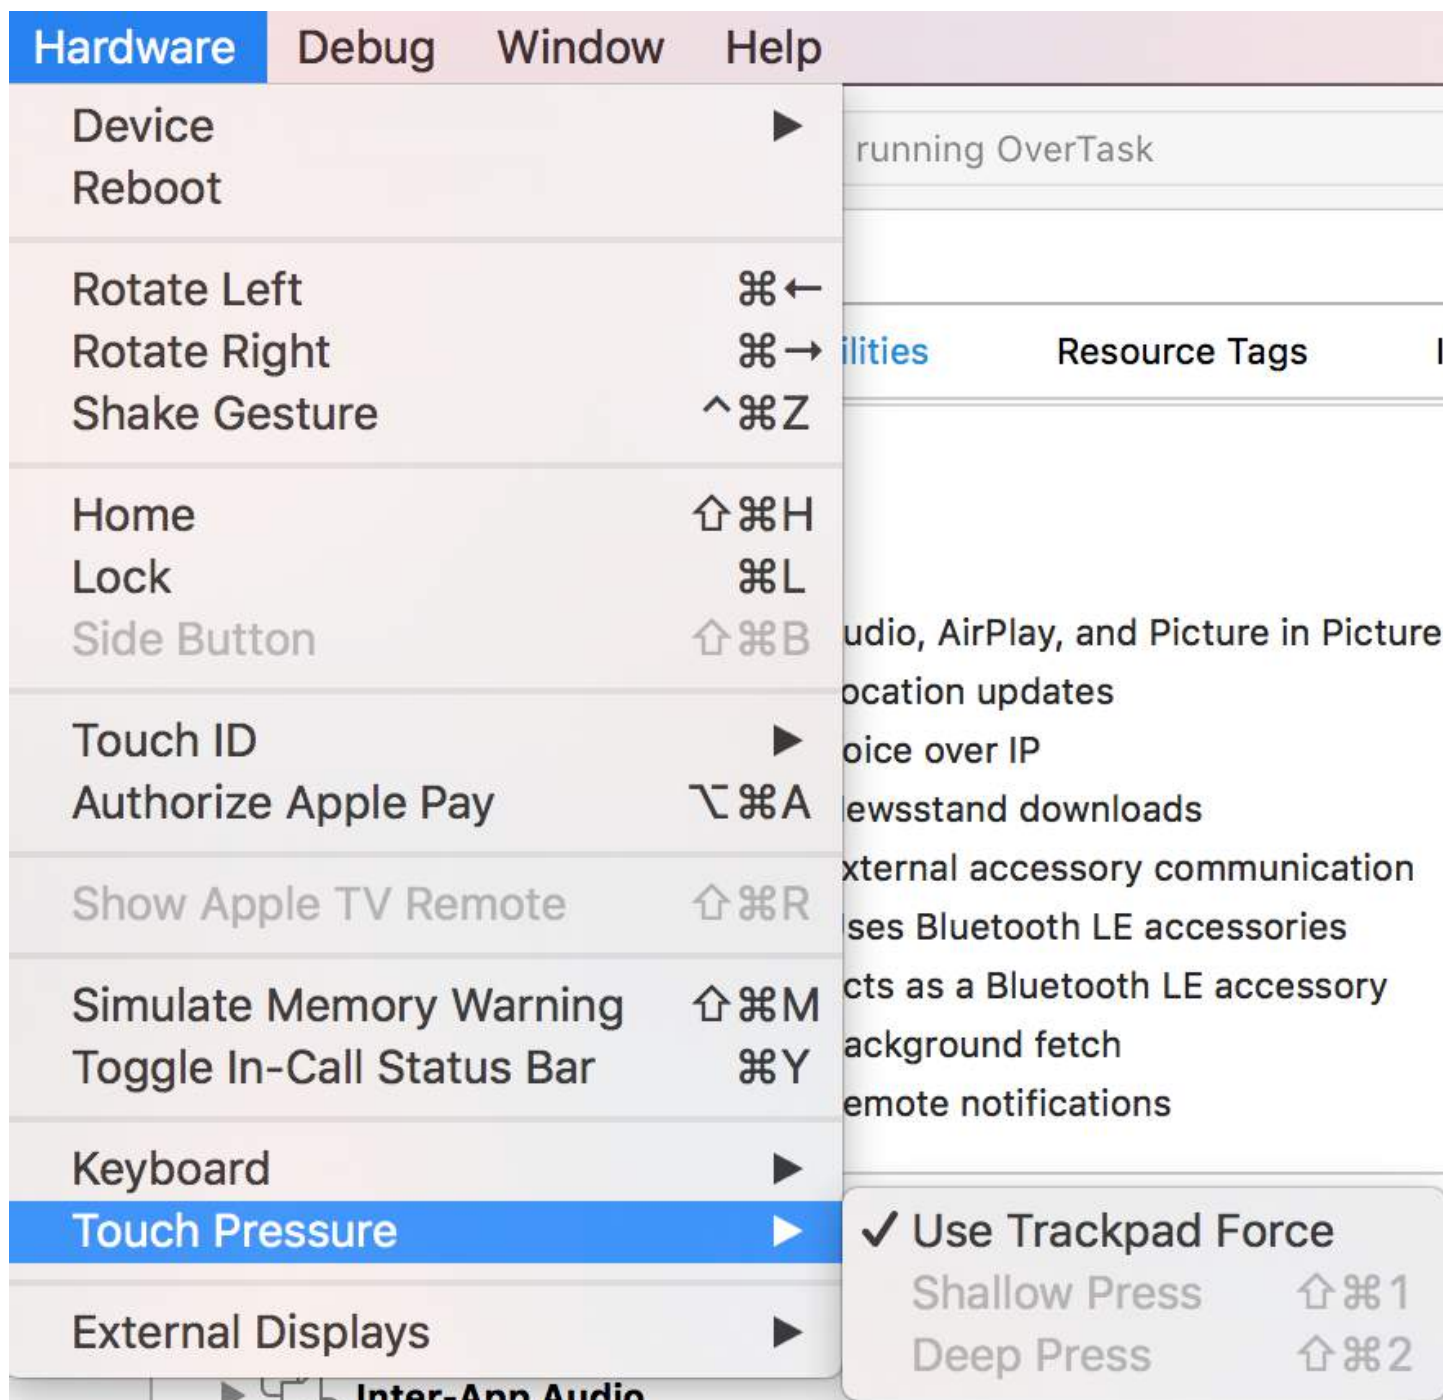 Hardware Debug Window Help
Device ▶
running OverTask
Reboot
Rotate Left ⌘←
Rotate Right ⌘→
ilities Resource Tags
Shake Gesture ^⌘Z
Home ⇧⌘H
Lock ⌘L
Side Button ⇧⌘B
udio, AirPlay, and Picture in Picture
ocation updates
Touch ID ▶
oice over IP
Authorize Apple Pay ⌥⌘A
ewsstand downloads
xternal accessory communication
Show Apple TV Remote ⇧⌘R
ses Bluetooth LE accessories
cts as a Bluetooth LE accessory
Simulate Memory Warning ⇧⌘M
ackground fetch
Toggle In-Call Status Bar ⌘Y
emote notifications
Keyboard ▶
Touch Pressure ▶
✓ Use Trackpad Force
Shallow Press ⇧⌘1
External Displays ▶
Deep Press ⇧⌘2
Inter-App Audio